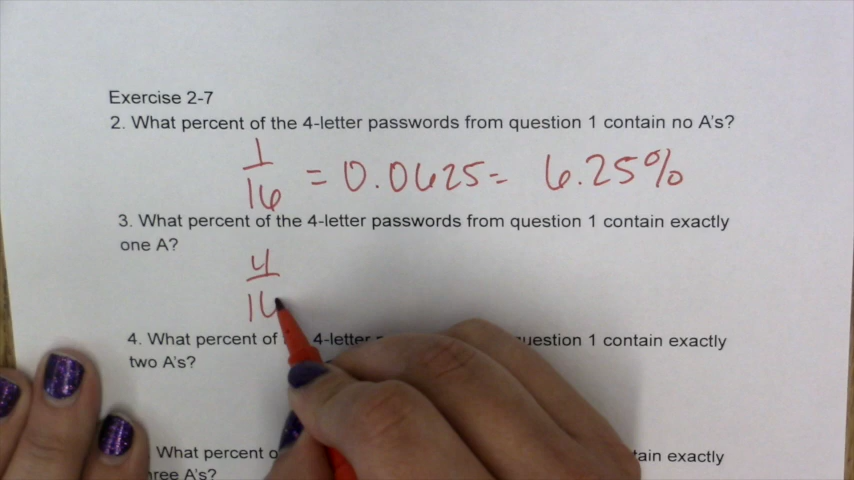 Exercise 2-7
2. What percent of the 4-letter passwords from question 1 contain no A's?
1
16 = 0.0625 = 6.25%
3. What percent of the 4-letter passwords from question 1 contain exactly
one A?
4
16
4. What percent of 4-letter question 1 contain exactly
two A's?
What percent tain exactly
hree A's?